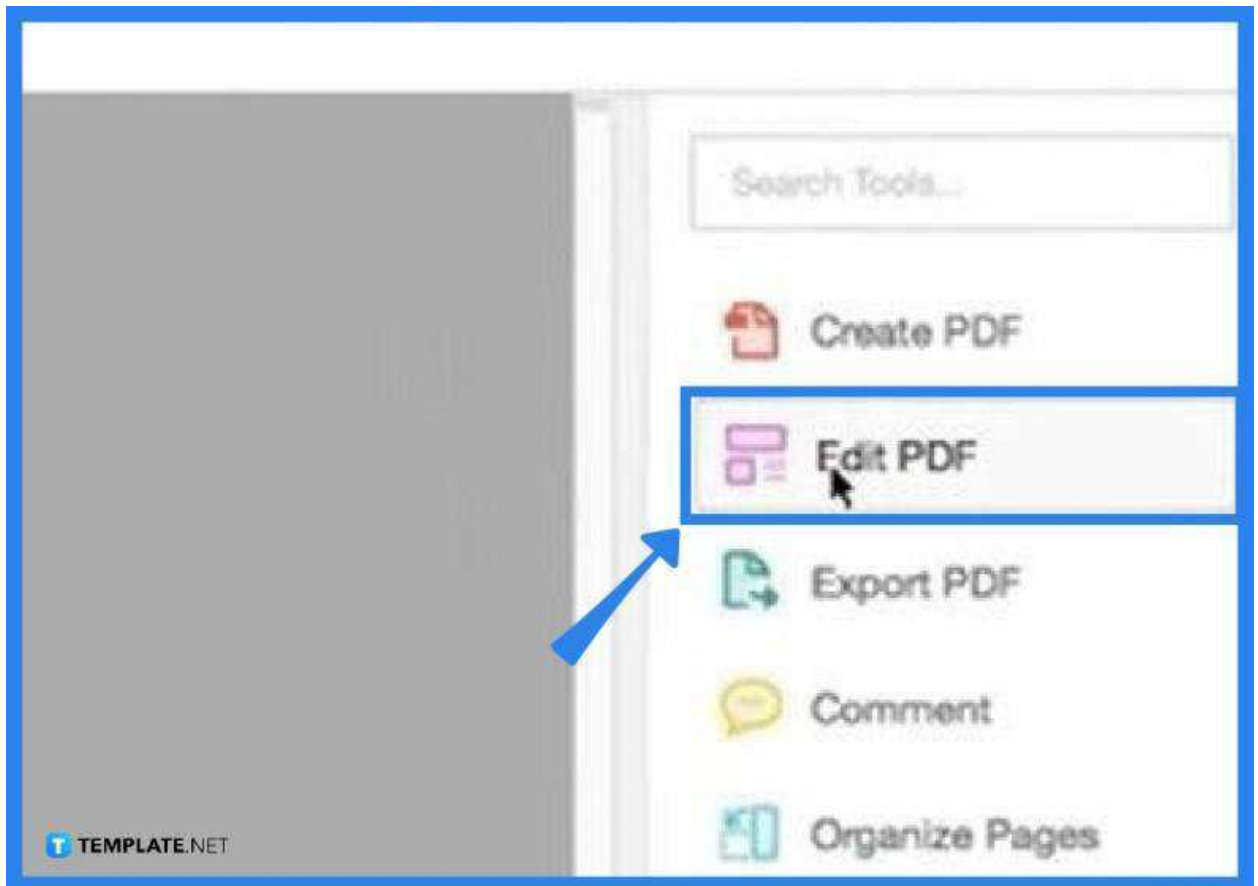 Search Tools...
Create PDF
Edit PDF
Export PDF
Comment
Organize Pages
T TEMPLATE.NET